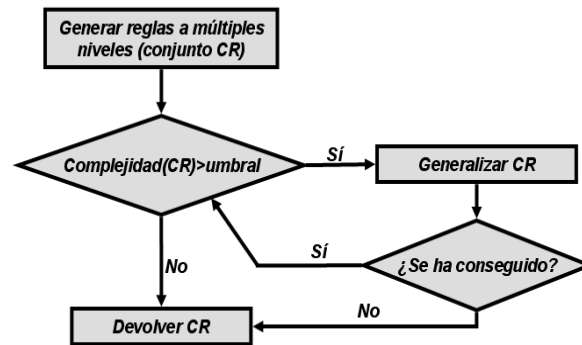 Generar reglas a múltiples
niveles (conjunto CR)
Complejidad(CR)>umbral
Sí
Generalizar CR
Sí
¿Se ha conseguido?
No
No
Devolver CR